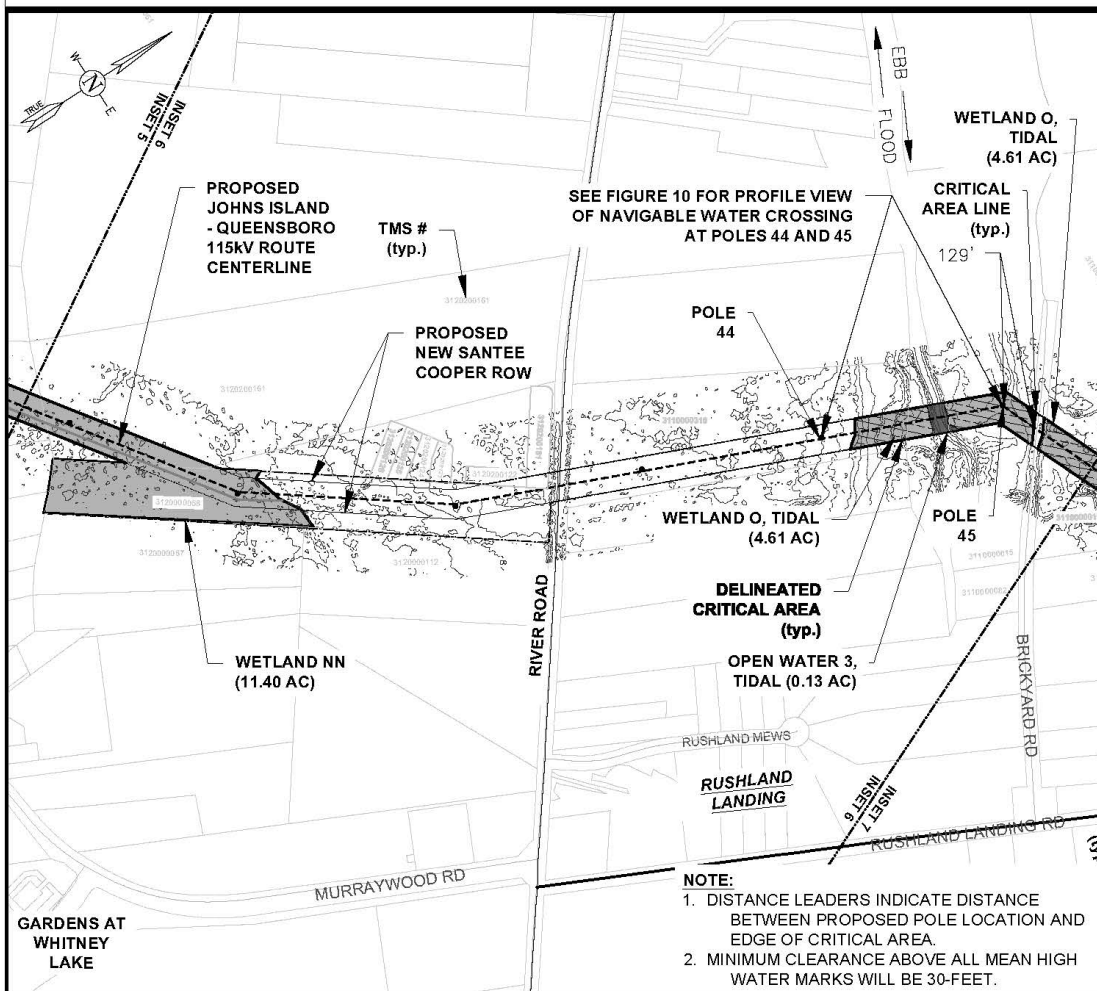 W
N
E
TRUE
INSET 6
INSET 5
EBB
FLOOD
WETLAND O,
TIDAL
(4.61 AC)
PROPOSED
JOHNS ISLAND
- QUEENSBORO
115kV ROUTE
CENTERLINE
TMS #
(typ.)
SEE FIGURE 10 FOR PROFILE VIEW
OF NAVIGABLE WATER CROSSING
AT POLES 44 AND 45
CRITICAL
AREA LINE
(typ.)
129'
3120000161
POLE
44
PROPOSED
NEW SANTEE
COOPER ROW
3120000112
WETLAND O, TIDAL
(4.61 AC)
POLE
45
DELINEATED
CRITICAL AREA
(typ.)
OPEN WATER 3,
TIDAL (0.13 AC)
WETLAND NN
(11.40 AC)
RIVER ROAD
BRICKYARD RD
RUSHLAND MEWS
RUSHLAND
LANDING
INSET 7
INSET 6
RUSHLAND LANDING RD
MURRAYWOOD RD
GARDENS AT
WHITNEY
LAKE
NOTE:
1. DISTANCE LEADERS INDICATE DISTANCE
BETWEEN PROPOSED POLE LOCATION AND
EDGE OF CRITICAL AREA.
2. MINIMUM CLEARANCE ABOVE ALL MEAN HIGH
WATER MARKS WILL BE 30-FEET.